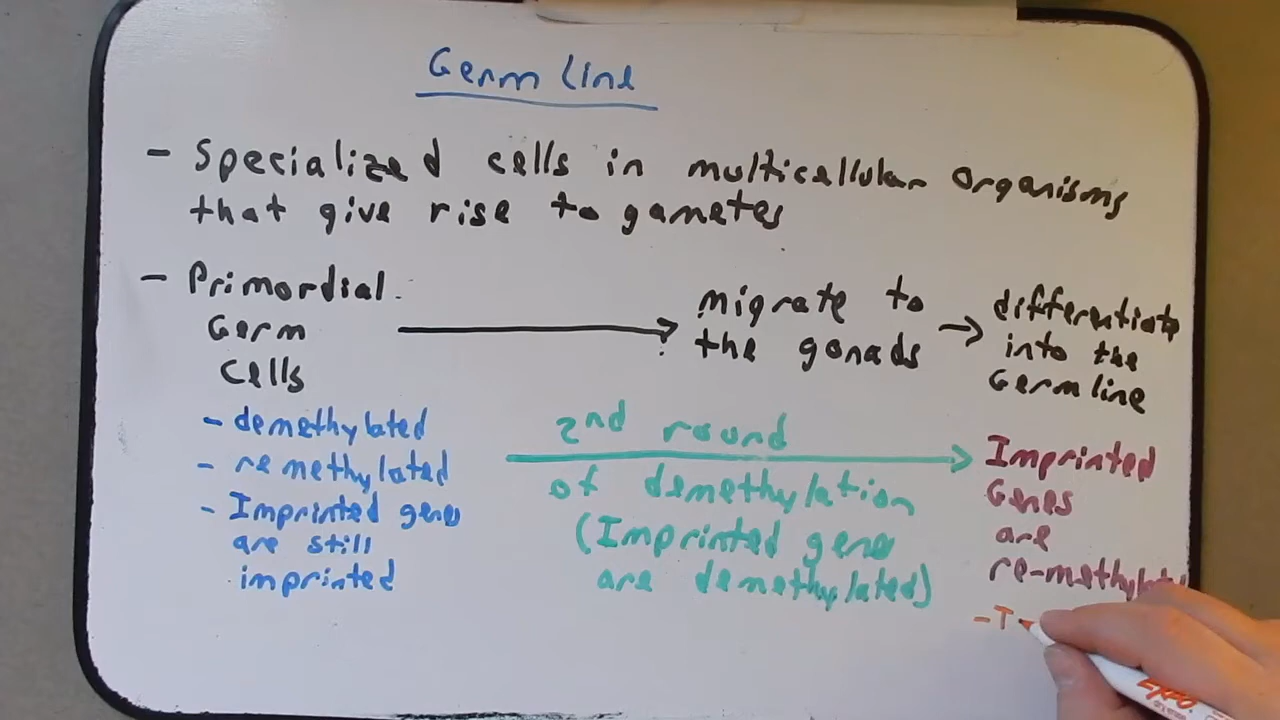 Germ line
- Specialized cells in multicellular organisms
that give rise to gametes
- Primordial
Germ
Cells
migrate to
the gonads
differentiate
into the
Germ line
- demethylated
- remethylated
- Imprinted genes
are still
imprinted
2nd round
of demethylation
(Imprinted genes
are demethylated)
Imprinted
Genes
are
- T
EXPO